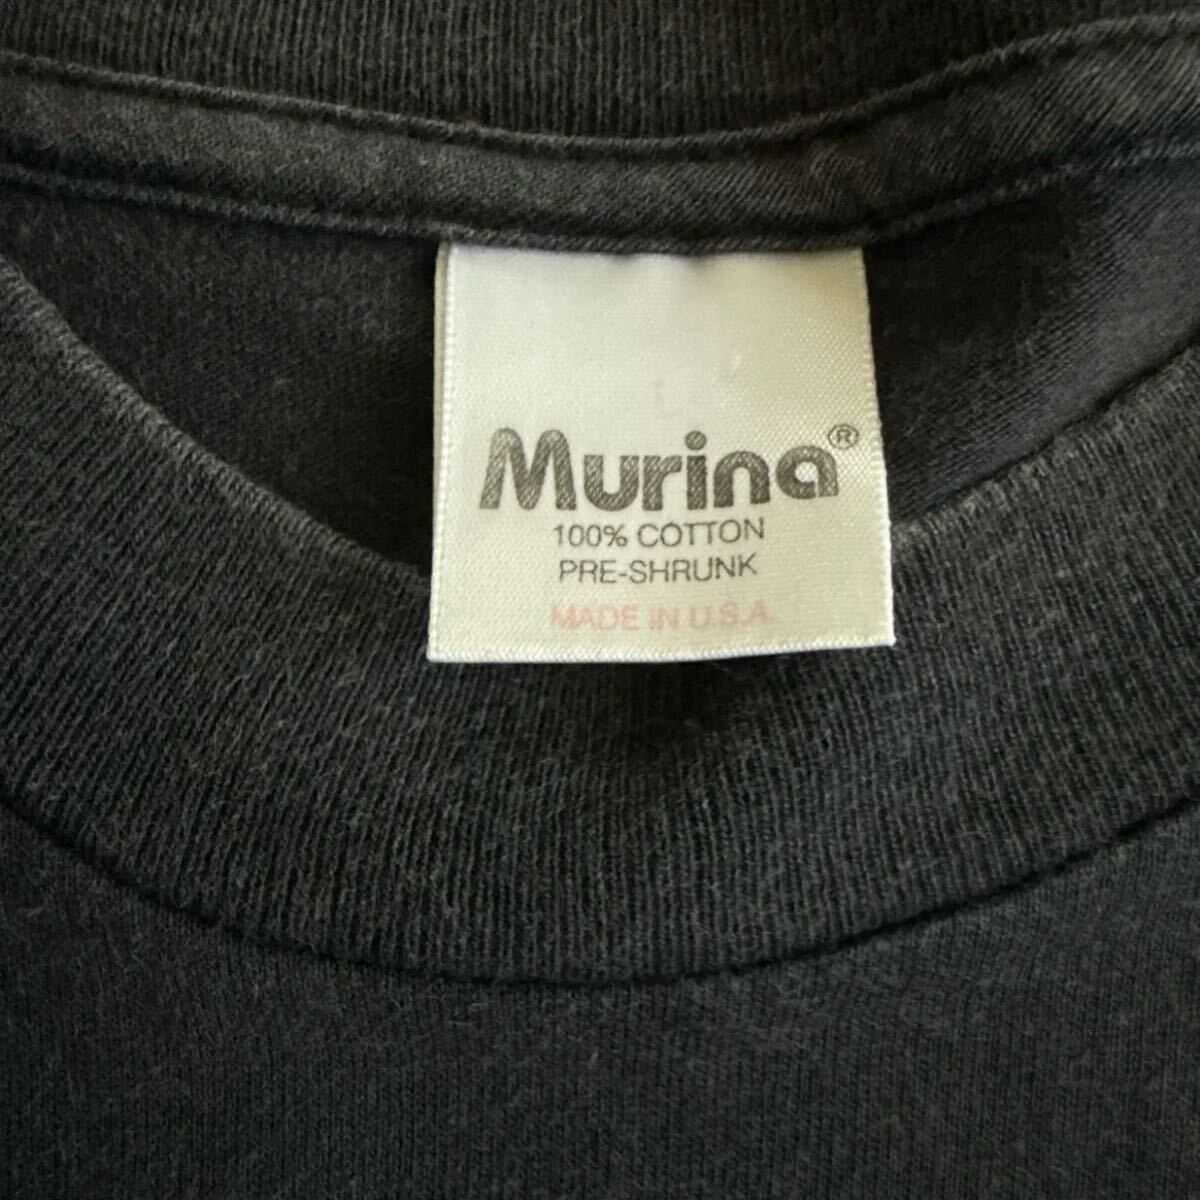 Murina®
100% COTTON
PRE-SHRUNK
MADE IN U.S.A.